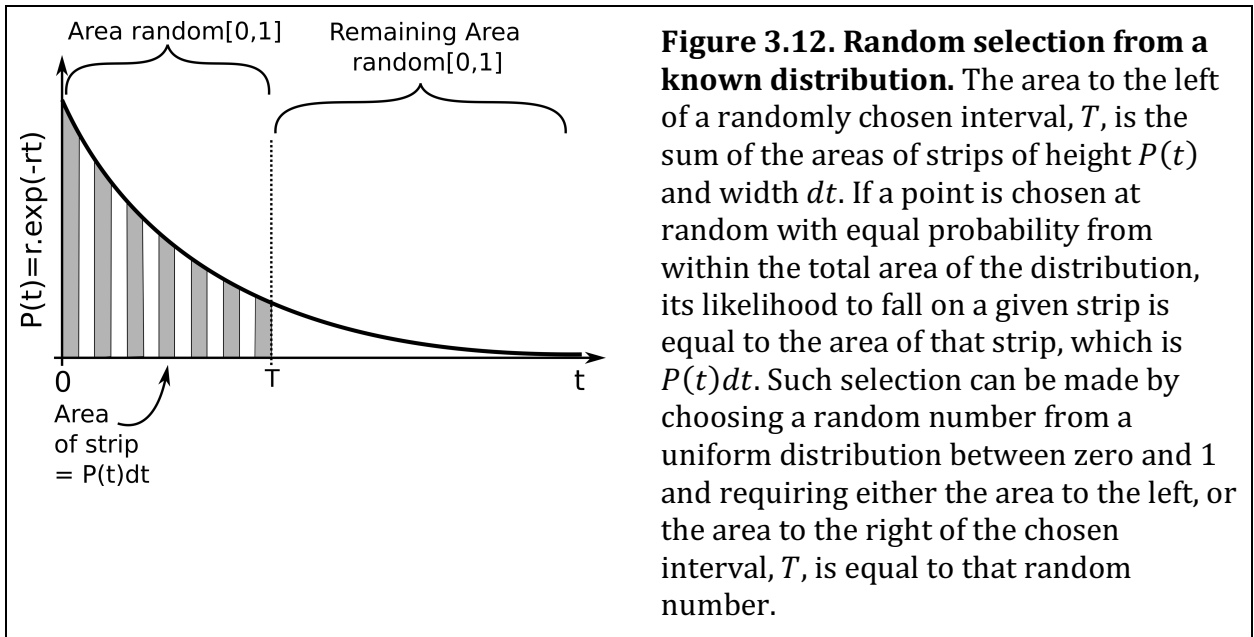 Area random[0,1]
Remaining Area
random[0,1]
P(t)=r.exp(-rt)
0
T
t
Area
of strip
= P(t)dt
Figure 3.12. Random selection from a
known distribution. The area to the left
of a randomly chosen interval, T, is the
sum of the areas of strips of height P(t)
and width dt. If a point is chosen at
random with equal probability from
within the total area of the distribution,
its likelihood to fall on a given strip is
equal to the area of that strip, which is
P(t)dt. Such selection can be made by
choosing a random number from a
uniform distribution between zero and 1
and requiring either the area to the left, or
the area to the right of the chosen
interval, T, is equal to that random
number.